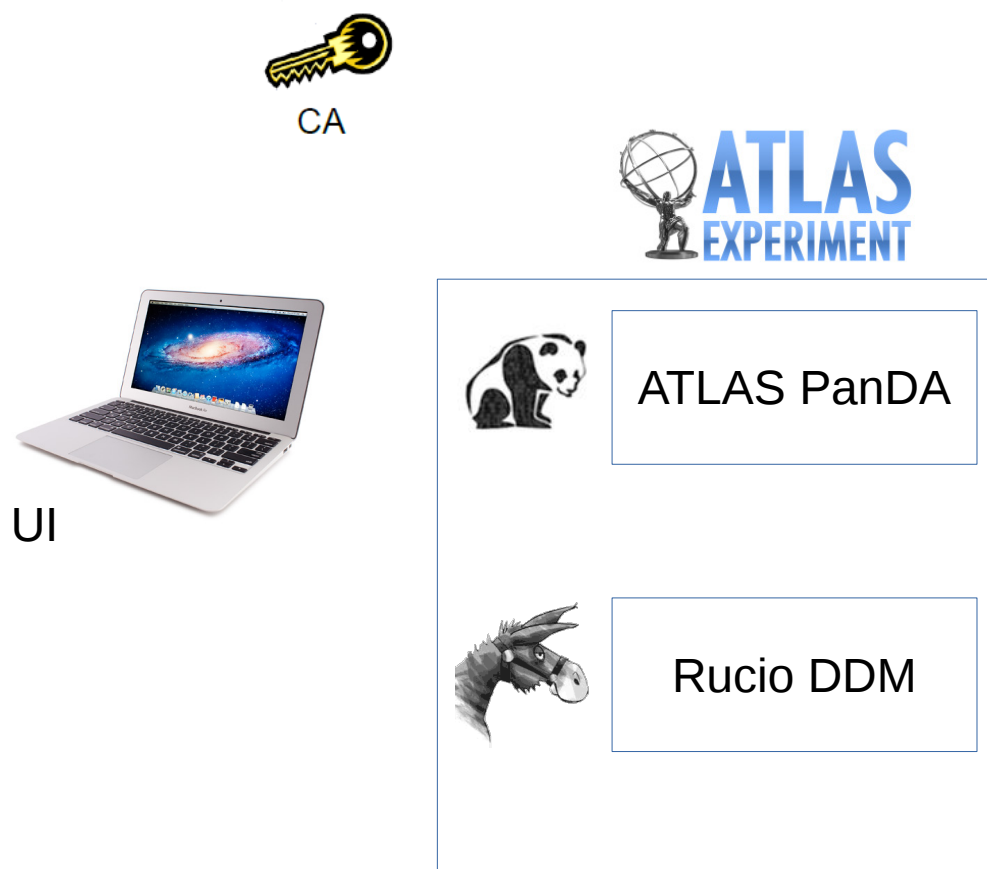 CA
ATLAS
EXPERIMENT
ATLAS PanDA
UI
Rucio DDM